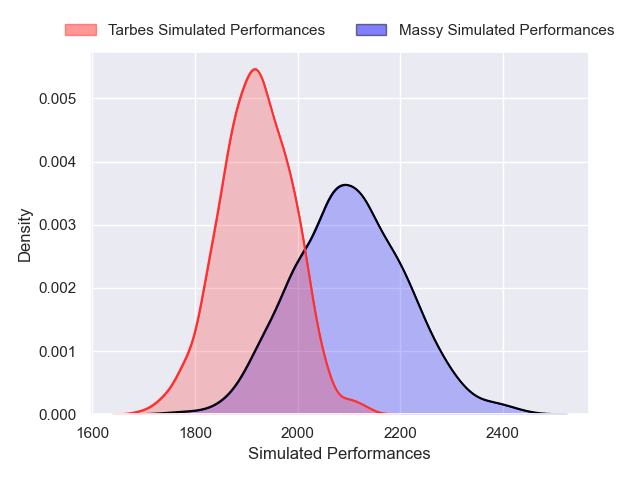 Tarbes Simulated Performances Massy Simulated Performances
0.005
0.004
0.003
0.002
0.001
0.000
Density
1600 1800 2000 2200 2400
Simulated Performances